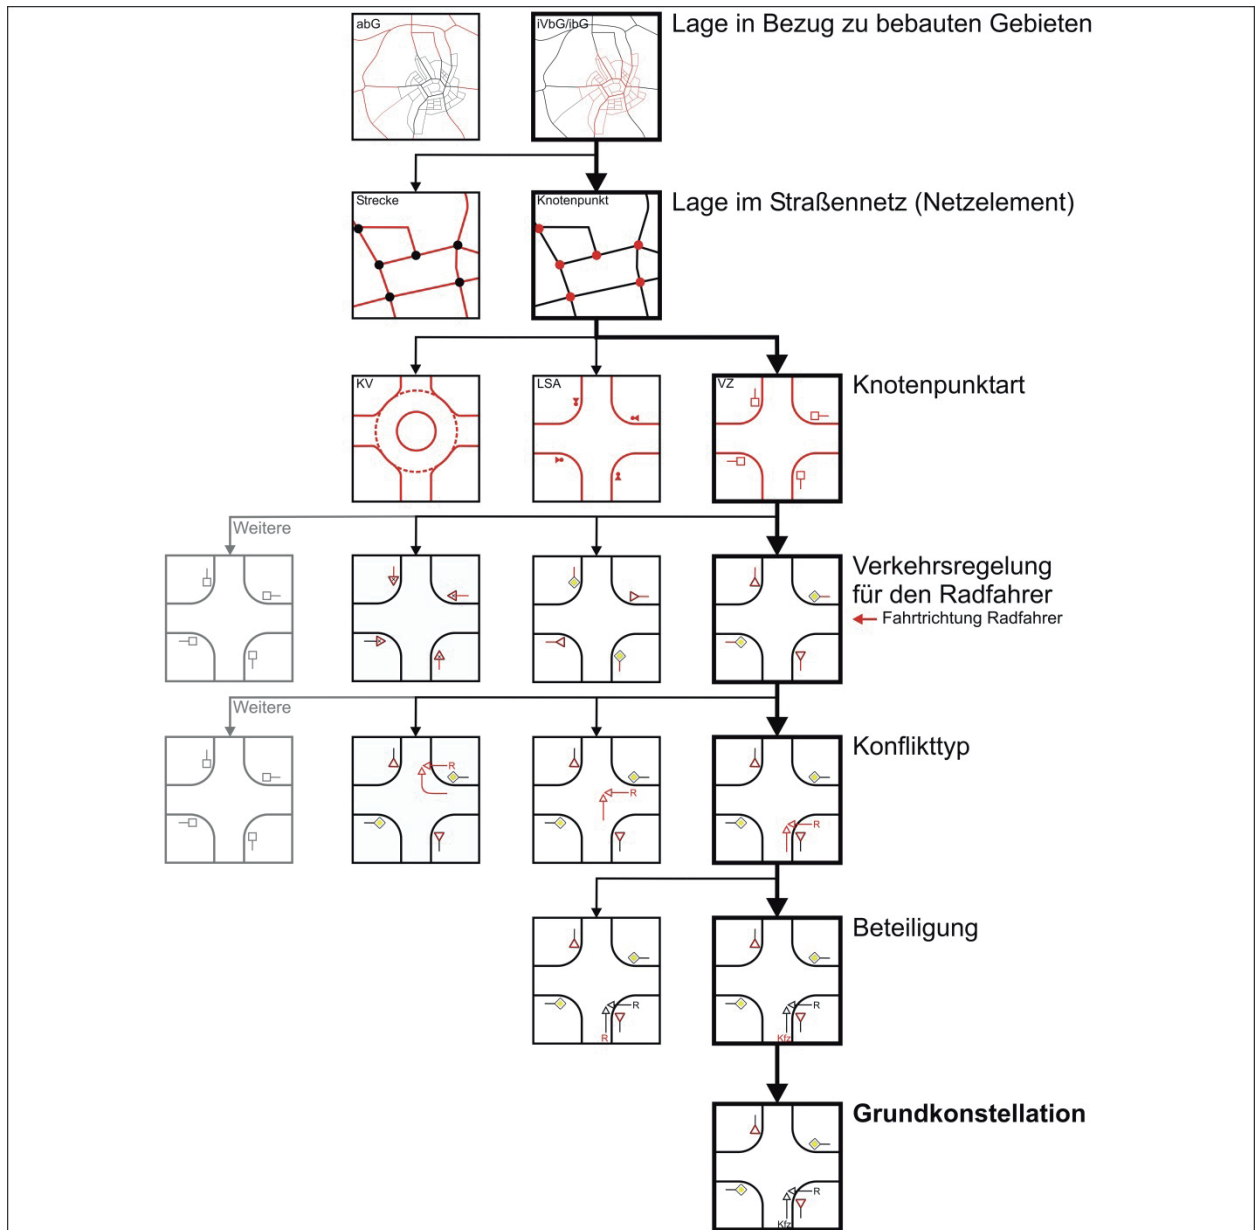 abG
iVbG/ibG
Lage in Bezug zu bebauten Gebieten
Strecke
Knotenpunkt
Lage im Straßennetz (Netzelement)
KV
LSA
VZ
Knotenpunktart
Weitere
Verkehrsregelung
für den Radfahrer
Fahrtrichtung Radfahrer
Weitere
R
R
R
Konflikttyp
R
R
R
Kfz
Beteiligung
R
Kfz
Grundkonstellation